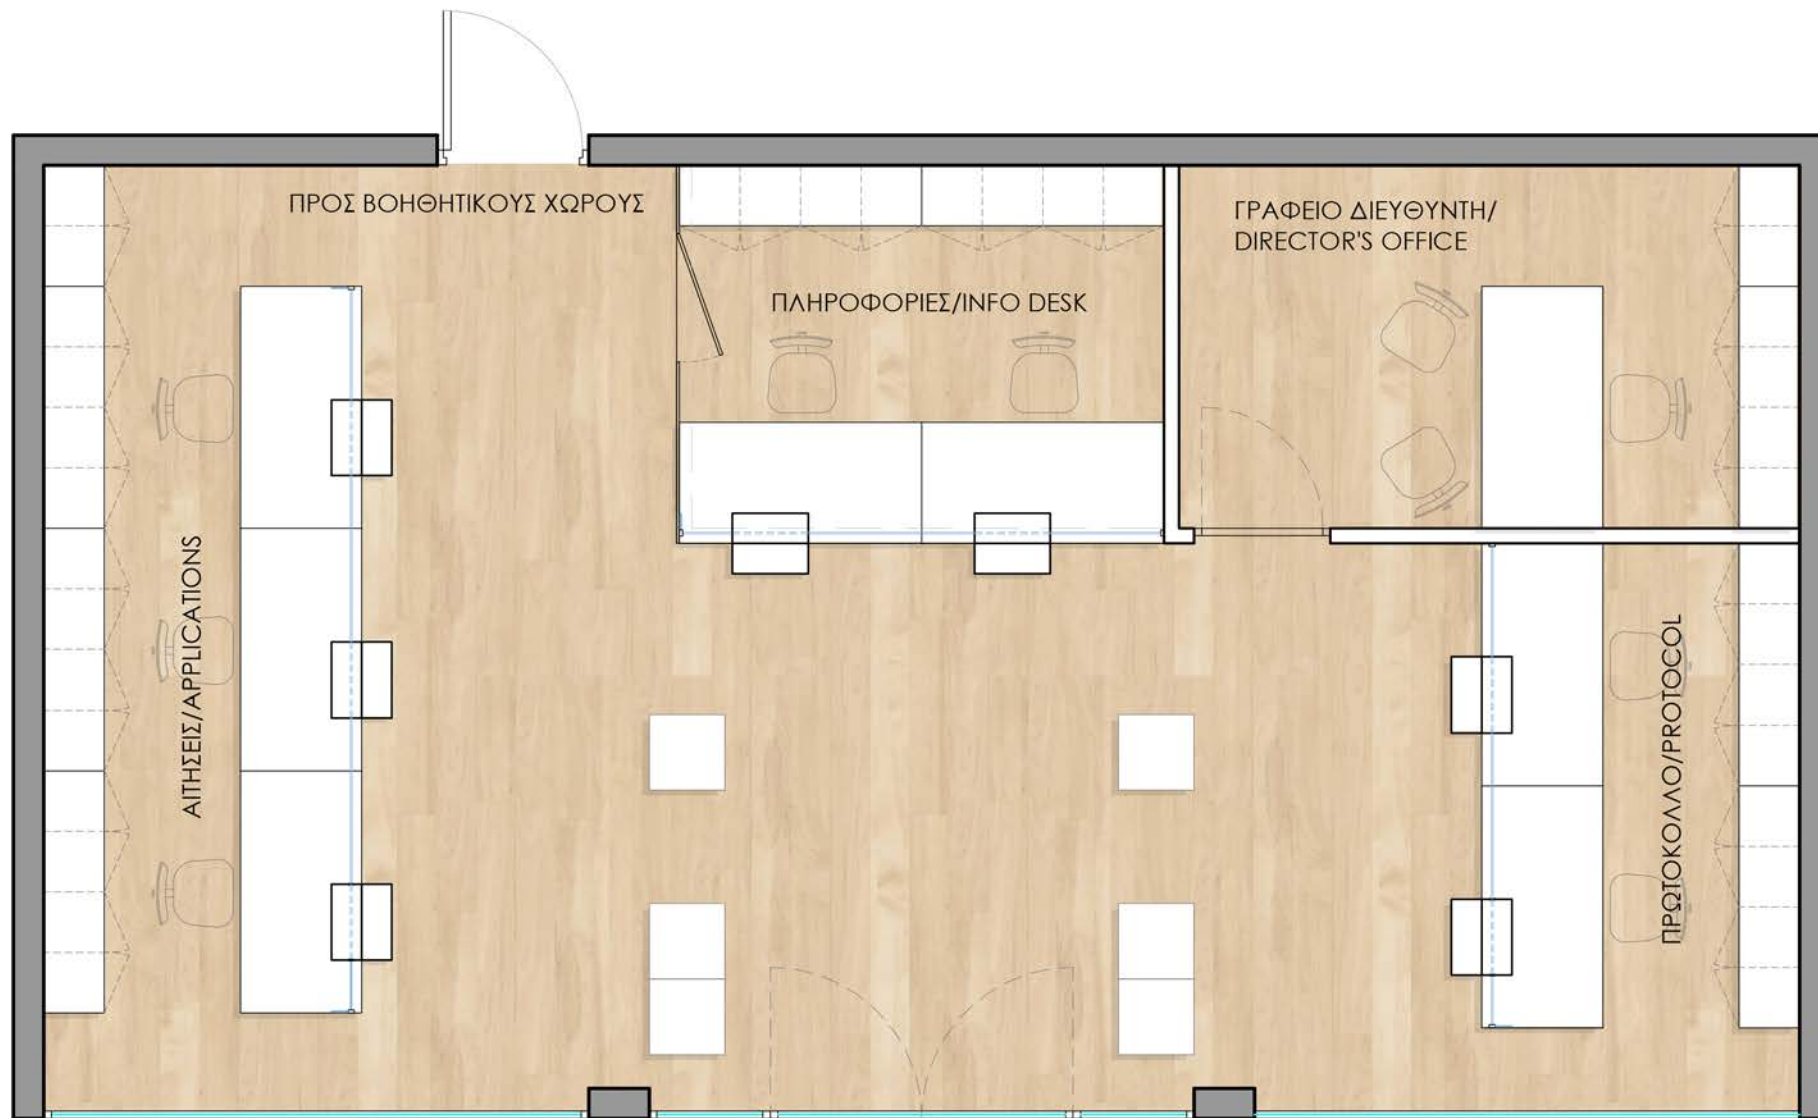 ΠΡΟΣ ΒΟΗΘΗΤΙΚΟΥΣ ΧΩΡΟΥΣ
ΓΡΑΦΕΙΟ ΔΙΕΥΘΥΝΤΗ/
DIRECTOR'S OFFICE
ΠΛΗΡΟΦΟΡΙΕΣ/INFO DESK
ΑΙΤΗΣΕΙΣ/APPLICATIONS
ΠΡΩΤΟΚΟΛΛΟ/PROTOCOL